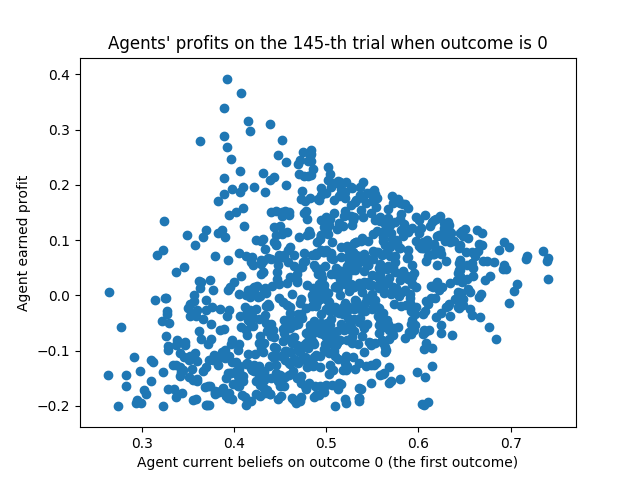 Agents' profits on the 145-th trial when outcome is 0
Agent earned profit
0.4
0.3
0.2
0.1
0.0
−0.1
−0.2
0.3 0.4 0.5 0.6 0.7
Agent current beliefs on outcome 0 (the first outcome)